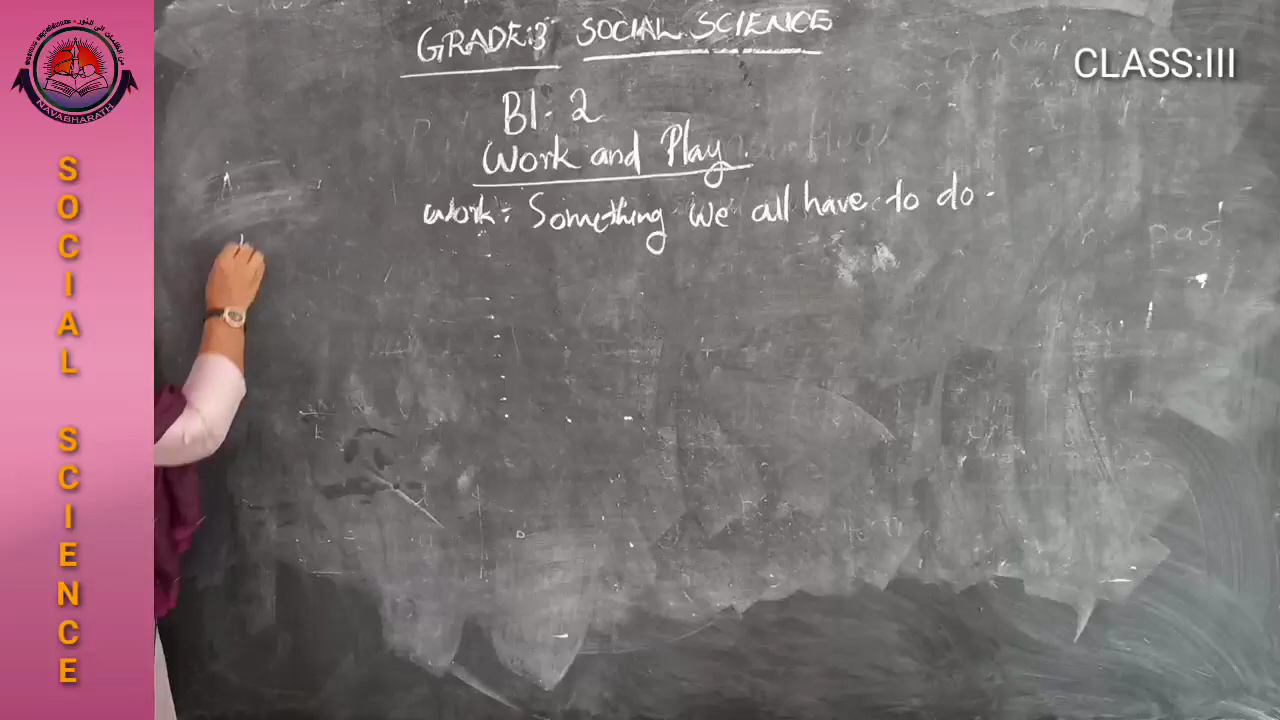 GRADE:3 SOCIAL SCIENCE
CLASS:III
Bl. 2
Work and Play.
Work: Something we all have to do.
past
NAVABHARATH
SOCIAL SCIENCE